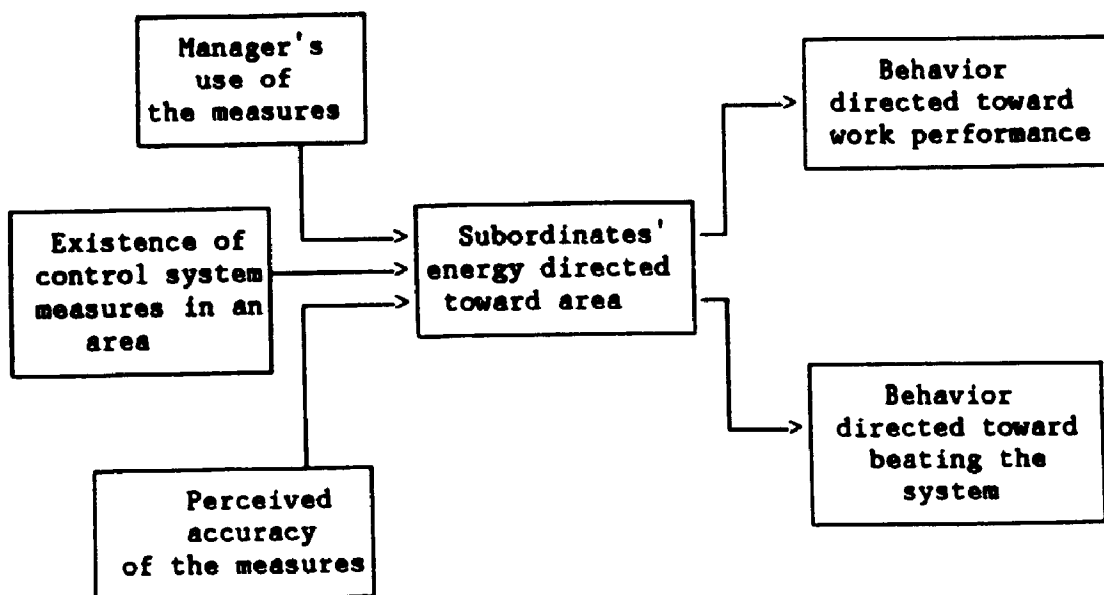 Manager's
use of
the measures
Existence of
control system
measures in an
area
Perceived
accuracy
of the measures
Subordinates'
energy directed
toward area
Behavior
directed toward
work performance
Behavior
directed toward
beating the
system